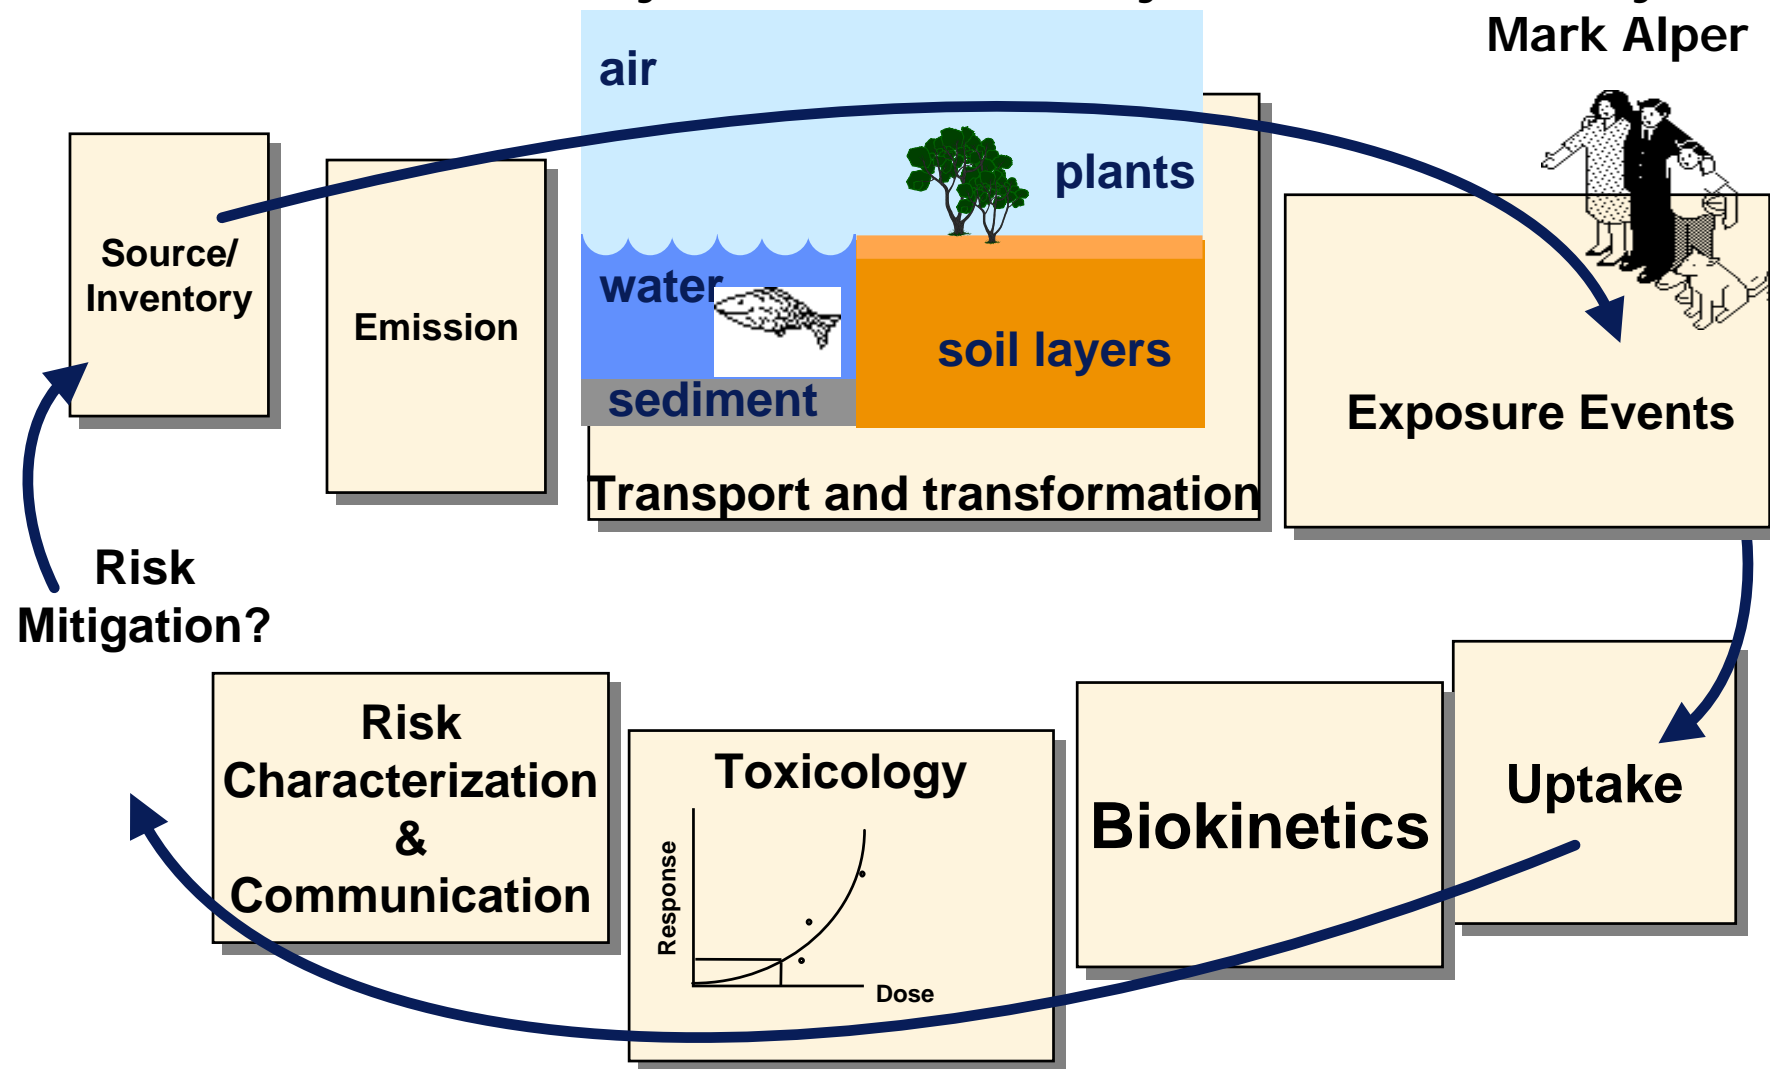 Mark Alper
air
plants
Source/
Inventory
Emission
water
soil layers
sediment
Transport and transformation
Exposure Events
Risk
Mitigation?
Risk
Characterization
&
Communication
Toxicology
Response
Dose
Biokinetics
Uptake